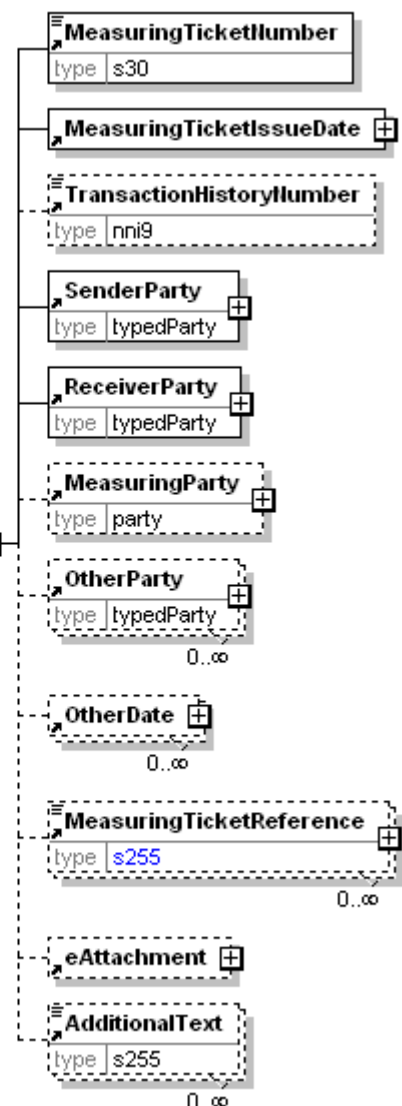 MeasuringTicketNumber
type s30
MeasuringTicketIssueDate
TransactionHistoryNumber
type nni9
SenderParty
type typedParty
ReceiverParty
type typedParty
MeasuringParty
type party
OtherParty
type typedParty
0..∞
OtherDate
0..∞
MeasuringTicketReference
type s255
0..∞
eAttachment
AdditionalText
type s255
0..∞